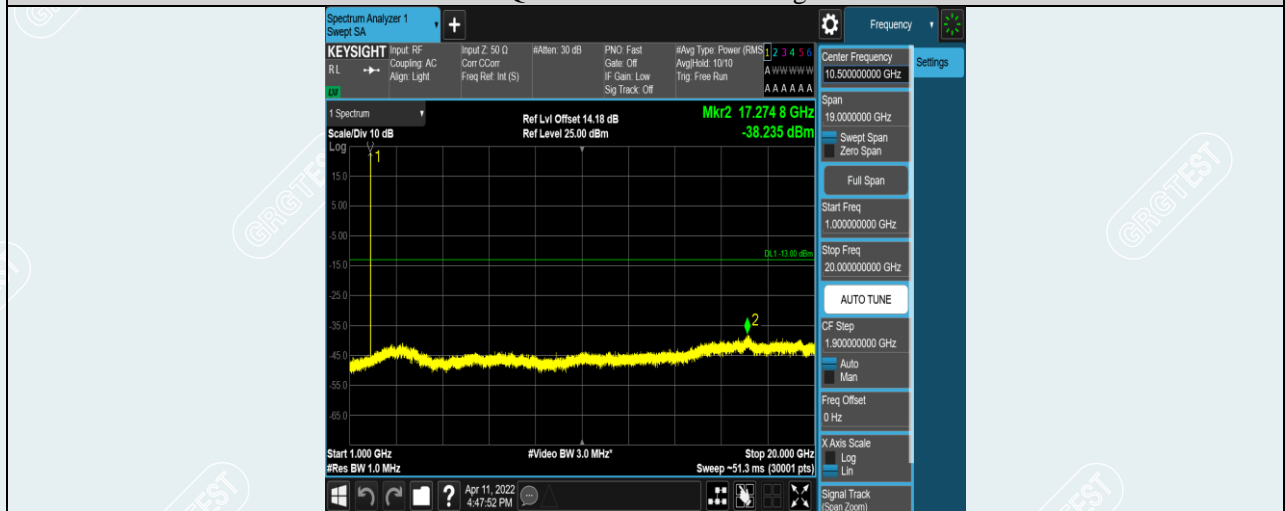 Spectrum Analyzer 1
Swept SA
+
Frequency
KEYSIGHT Input: RF Input Z: 50 Ω #Atten: 30 dB PNO: Fast #Avg Type: Power (RMS 1 2 3 4 5 6
RL Coupling: AC Corr CCorr Gate: Off Avg|Hold: 10/10 A W W W W W
Align: Light Freq Ref: Int (S) IF Gain: Low Trig: Free Run
Sig Track: Off A A A A A A
LXI
1 Spectrum
Ref Lvl Offset 14.18 dB
Mkr2 17.274 8 GHz
Scale/Div 10 dB
Ref Level 25.00 dBm
-38.235 dBm
Log
1
15.0
5.00
-5.00
DL1 -13.00 dBm
-15.0
-25.0
2
-35.0
-45.0
-55.0
-65.0
Start 1.000 GHz #Video BW 3.0 MHz* Stop 20.000 GHz
#Res BW 1.0 MHz Sweep ~51.3 ms (30001 pts)
? Apr 11, 2022
4:47:52 PM
Center Frequency
10.500000000 GHz
Settings
Span
19.0000000 GHz
Swept Span
Zero Span
Full Span
Start Freq
1.000000000 GHz
Stop Freq
20.000000000 GHz
AUTO TUNE
CF Step
1.900000000 GHz
Auto
Man
Freq Offset
0 Hz
X Axis Scale
Log
Lin
Signal Track
(Span Zoom)
GRGTEST
GRGTEST
GRGTEST
GRGTEST